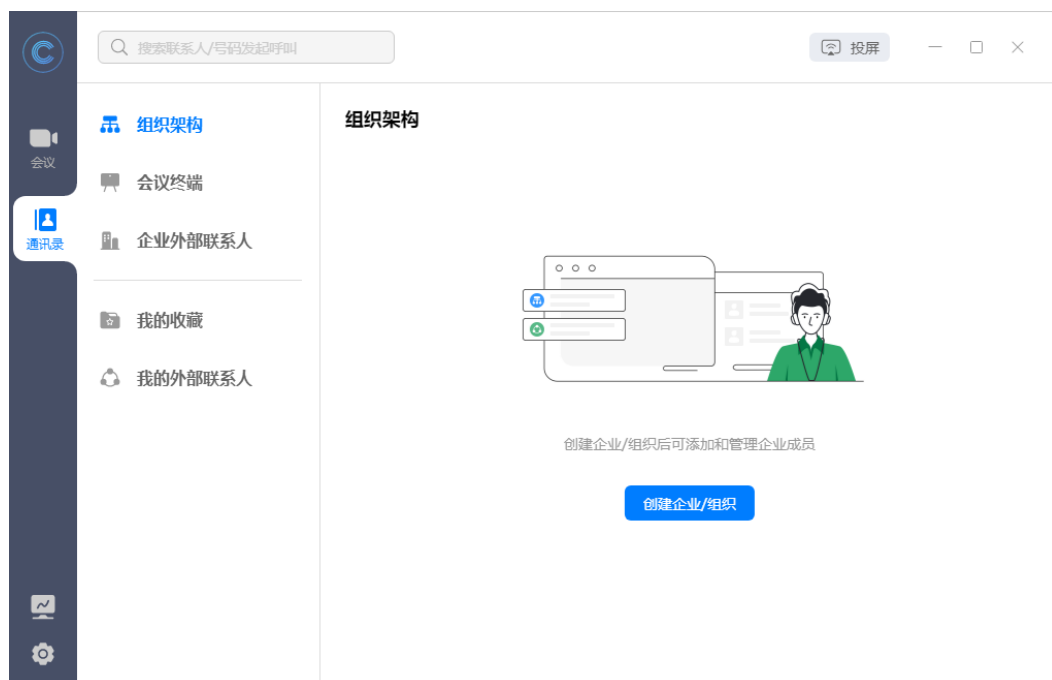 搜索联系人/号码发起呼叫
投屏
会议
通讯录
组织架构
会议终端
企业外部联系人
我的收藏
我的外部联系人
组织架构
创建企业/组织后可添加和管理企业成员
创建企业/组织